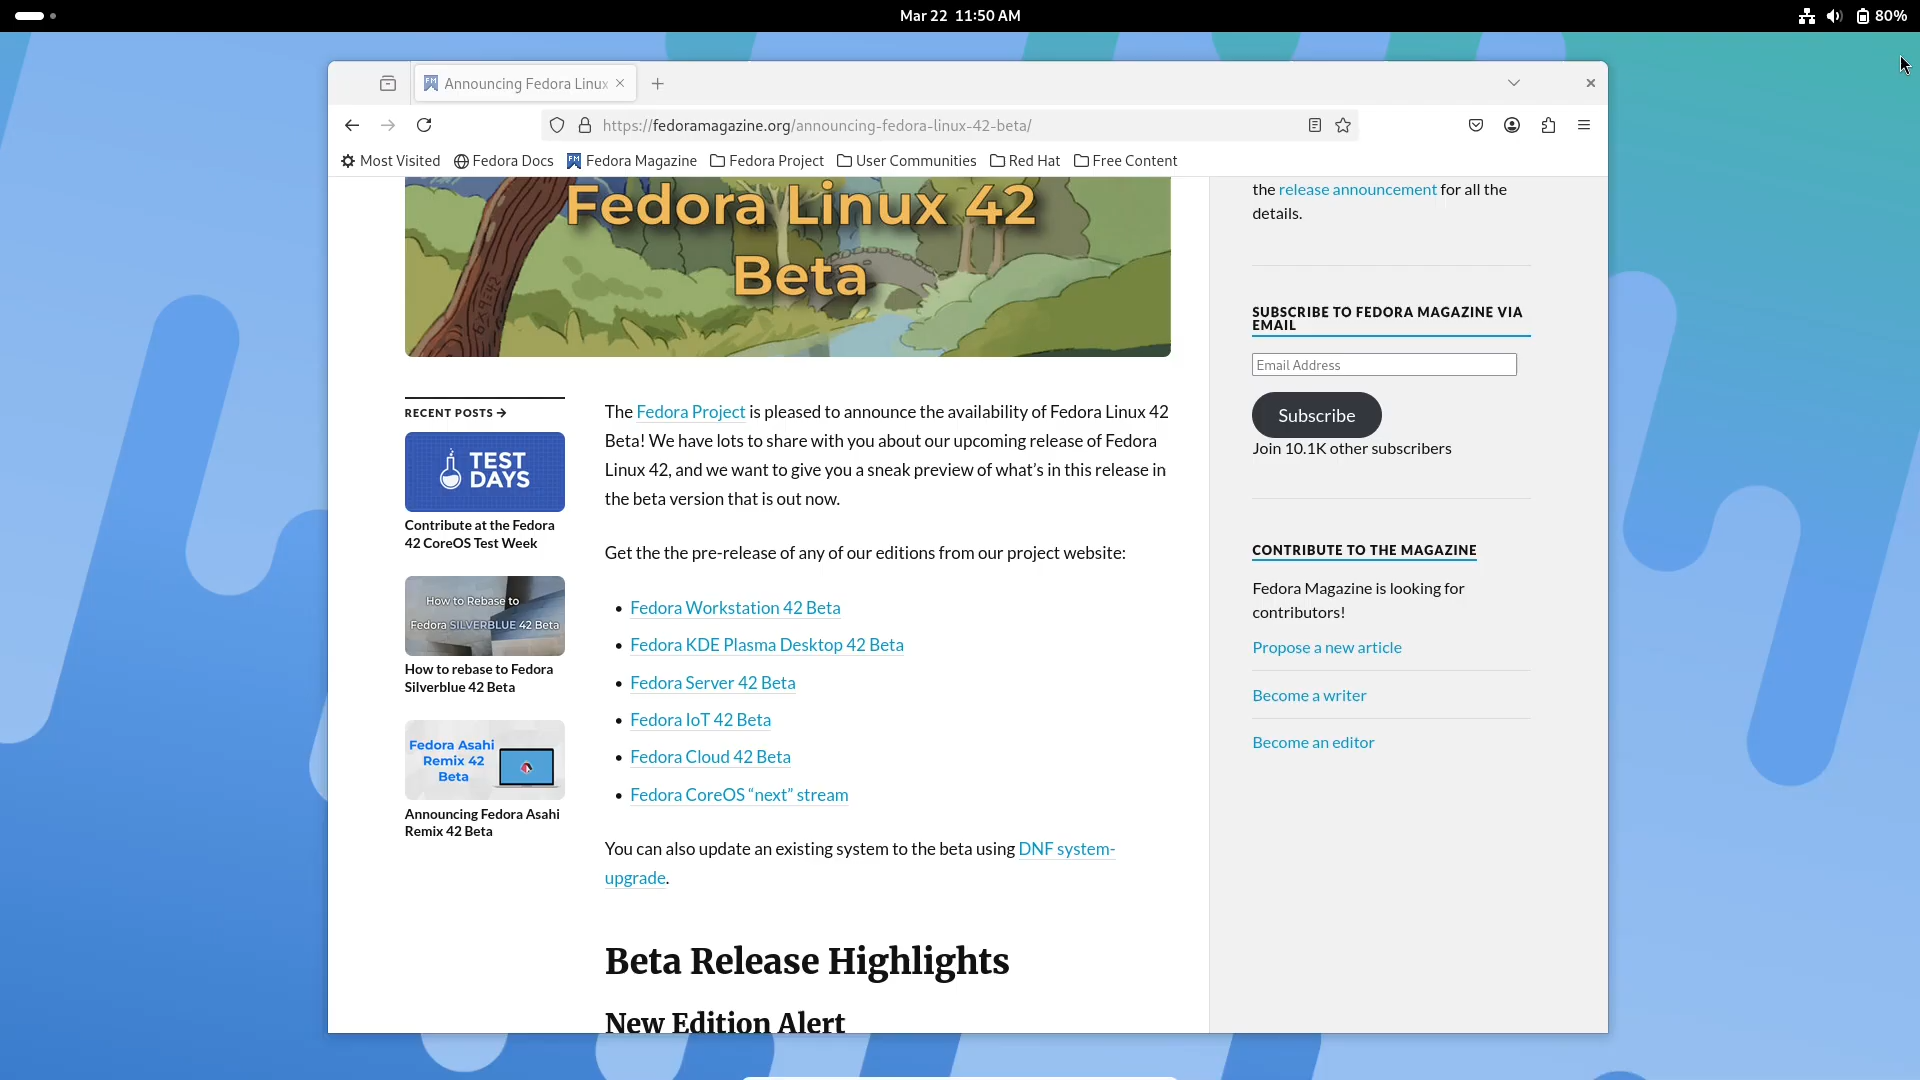 Mar 22 11:50 AM
80%
Announcing Fedora Linux
https://fedoramagazine.org/announcing-fedora-linux-42-beta/
Most Visited
Fedora Docs
Fedora Magazine
Fedora Project
User Communities
Red Hat
Free Content
Fedora Linux 42
Beta
RECENT POSTS →
TEST
DAYS
Contribute at the Fedora
42 CoreOS Test Week
How to Rebase to
Fedora SILVERBLUE 42 Beta
How to rebase to Fedora
Silverblue 42 Beta
Fedora Asahi
Remix 42
Beta
Announcing Fedora Asahi
Remix 42 Beta
The Fedora Project is pleased to announce the availability of Fedora Linux 42
Beta! We have lots to share with you about our upcoming release of Fedora
Linux 42, and we want to give you a sneak preview of what’s in this release in
the beta version that is out now.
Get the the pre-release of any of our editions from our project website:
• Fedora Workstation 42 Beta
• Fedora KDE Plasma Desktop 42 Beta
• Fedora Server 42 Beta
• Fedora IoT 42 Beta
• Fedora Cloud 42 Beta
• Fedora CoreOS “next” stream
You can also update an existing system to the beta using DNF system-
upgrade.
Beta Release Highlights
New Edition Alert
the release announcement for all the
details.
SUBSCRIBE TO FEDORA MAGAZINE VIA
EMAIL
Email Address
Subscribe
Join 10.1K other subscribers
CONTRIBUTE TO THE MAGAZINE
Fedora Magazine is looking for
contributors!
Propose a new article
Become a writer
Become an editor